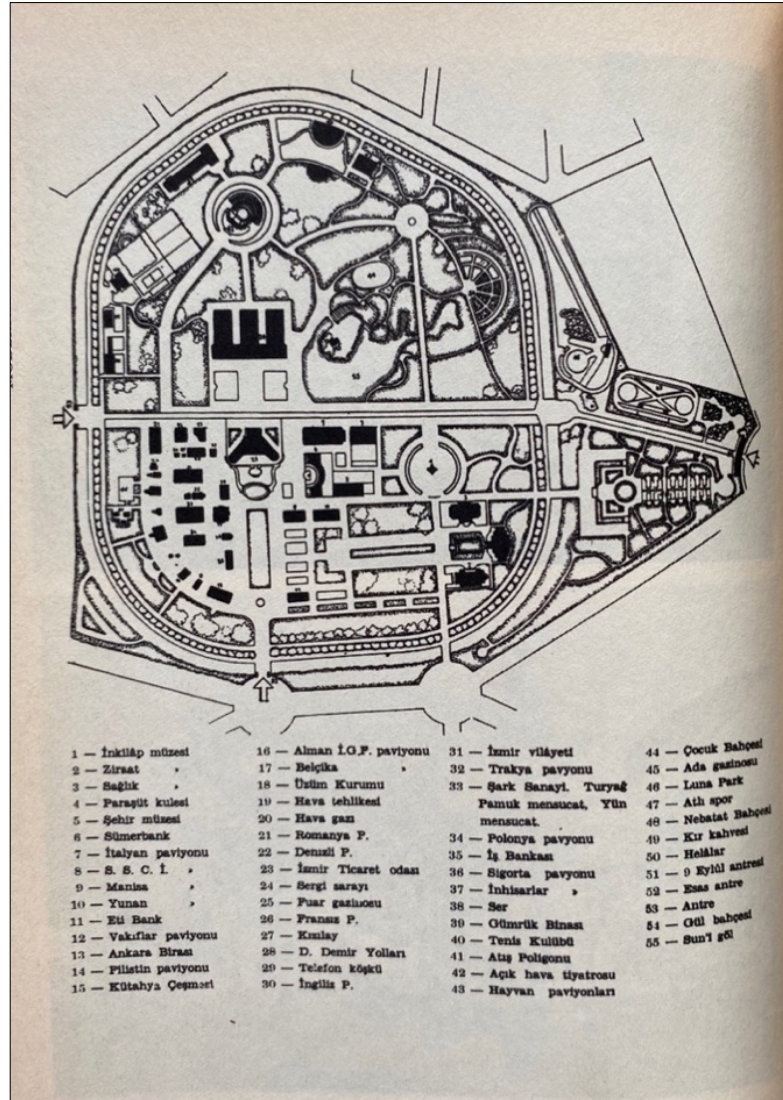 1 — İnkilâp müzesi
2 — Ziraat »
3 — Sağlık »
4 — Paraşüt kulesi
5 — Şehir müzesi
6 — Sümerbank
7 — İtalyan paviyonu
8 — S. S. C. İ. »
9 — Manisa »
10 — Yunan »
11 — Eti Bank
12 — Vakıflar paviyonu
13 — Ankara Birası
14 — Filistin paviyonu
15 — Kütahya Çeşmesi
16 — Alman İ.G.F. paviyonu
17 — Belçika »
18 — Üzüm Kurumu
19 — Hava tehlikesi
20 — Hava gazı
21 — Romanya P.
22 — Denizli P.
23 — İzmir Ticaret odası
24 — Sergi sarayı
25 — Fuar gazinosu
26 — Fransız P.
27 — Kızılay
28 — D. Demir Yolları
29 — Telefon köşkü
30 — İngiliz P.
31 — İzmir vilâyeti
32 — Trakya pavyonu
33 — Şark Sanayi. Turyağ
Pamuk mensucat, Yün
mensucat.
34 — Polonya pavyonu
35 — İş Bankası
36 — Sigorta pavyonu
37 — İnhisarlar »
38 — Ser
39 — Gümrük Binası
40 — Tenis Kulübü
41 — Atış Poligonu
42 — Açık hava tiyatrosu
43 — Hayvan paviyonları
44 — Çocuk Bahçesi
45 — Ada gazinosu
46 — Luna Park
47 — Atlı spor
48 — Nebatat Bahçesi
49 — Kır kahvesi
50 — Helâlar
51 — 9 Eylûl antresi
52 — Esas antre
53 — Antre
54 — Gül bahçesi
55 — Sun'î göl